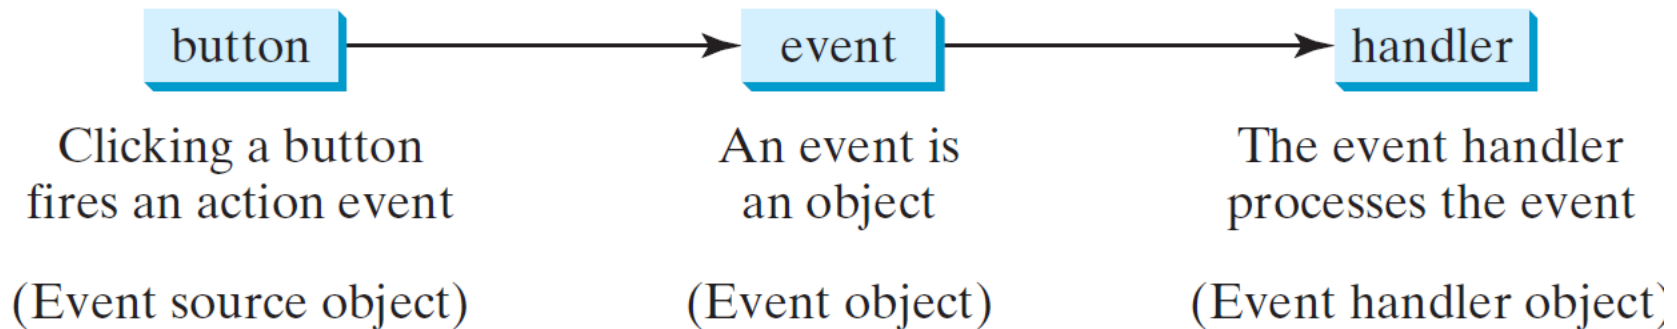 button
event
handler
Clicking a button
fires an action event
An event is
an object
The event handler
processes the event
(Event source object)
(Event object)
(Event handler object)